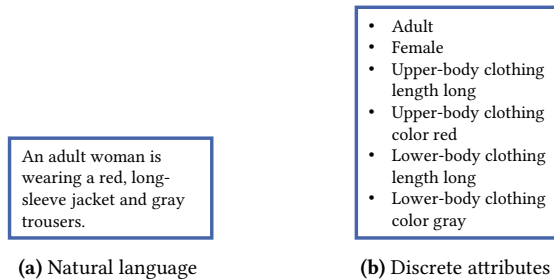 An adult woman is
wearing a red, long-
sleeve jacket and gray
trousers.
(a) Natural language
• Adult
• Female
• Upper-body clothing
length long
• Upper-body clothing
color red
• Lower-body clothing
length long
• Lower-body clothing
color gray
(b) Discrete attributes